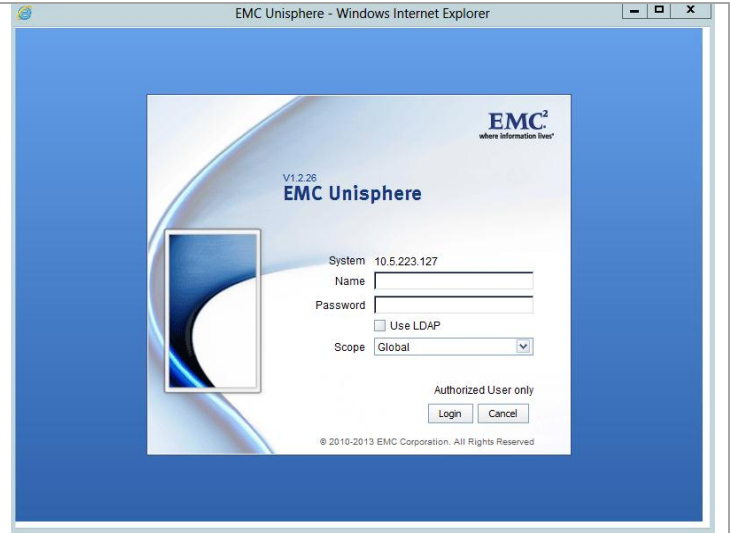 EMC Unisphere - Windows Internet Explorer
EMC²
where information lives®
V1.2.26
EMC Unisphere
System 10.5.223.127
Name
Password
Use LDAP
Scope Global
Authorized User only
Login Cancel
© 2010-2013 EMC Corporation. All Rights Reserved